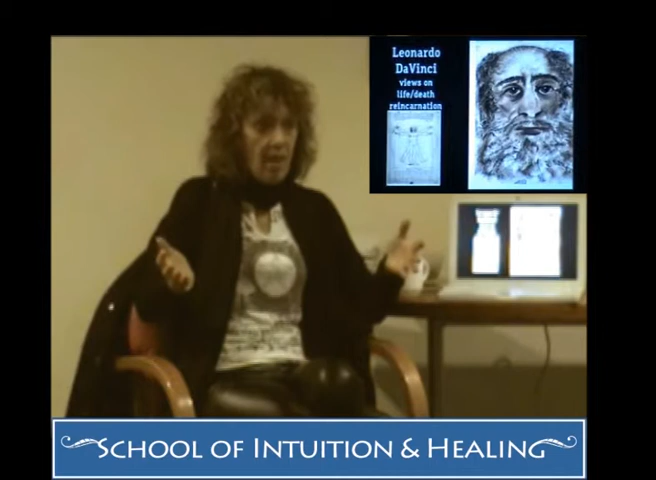 Leonardo
DaVinci
views on
life/death
reincarnation
SCHOOL OF INTUITION & HEALING